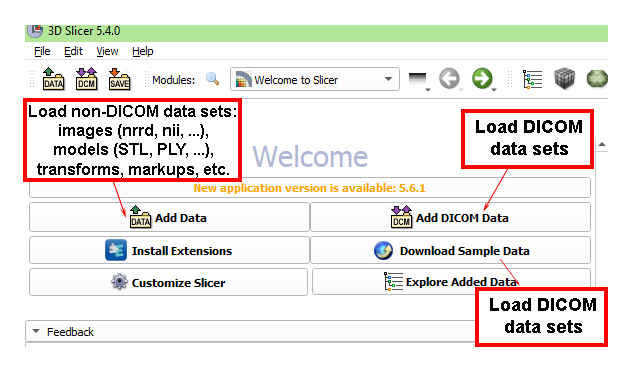 3D Slicer 5.4.0
File Edit View Help
DATA DCM SAVE Modules: Welcome to Slicer
Load non-DICOM data sets:
images (nrrd, nii, ...),
models (STL, PLY, ...),
transforms, markups, etc.
Load DICOM
data sets
Welcome
New application version is available: 5.6.1
DATA Add Data
DCM Add DICOM Data
Install Extensions
Download Sample Data
Customize Slicer
Explore Added Data
Load DICOM
data sets
Feedback